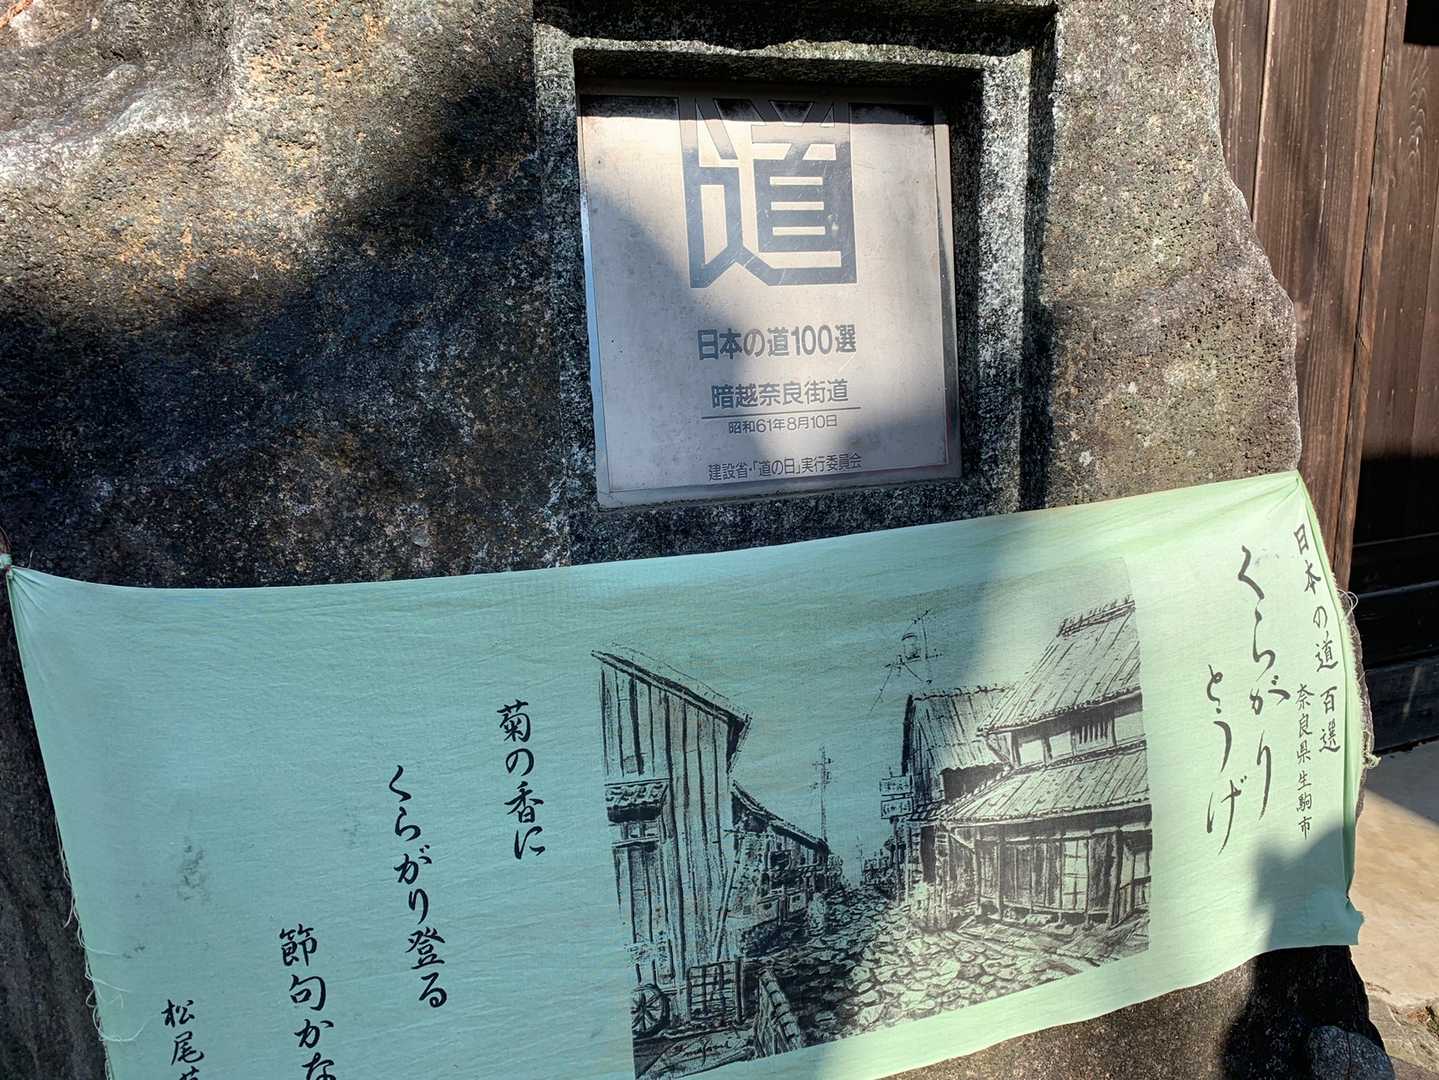 道
日本の道100選
暗越奈良街道
昭和61年8月10日
建設省・「道の日」実行委員会
日本の道百選
奈良県生駒市
くらがり
とうげ
菊の香に
くらがり登る
節句かな
松尾芭